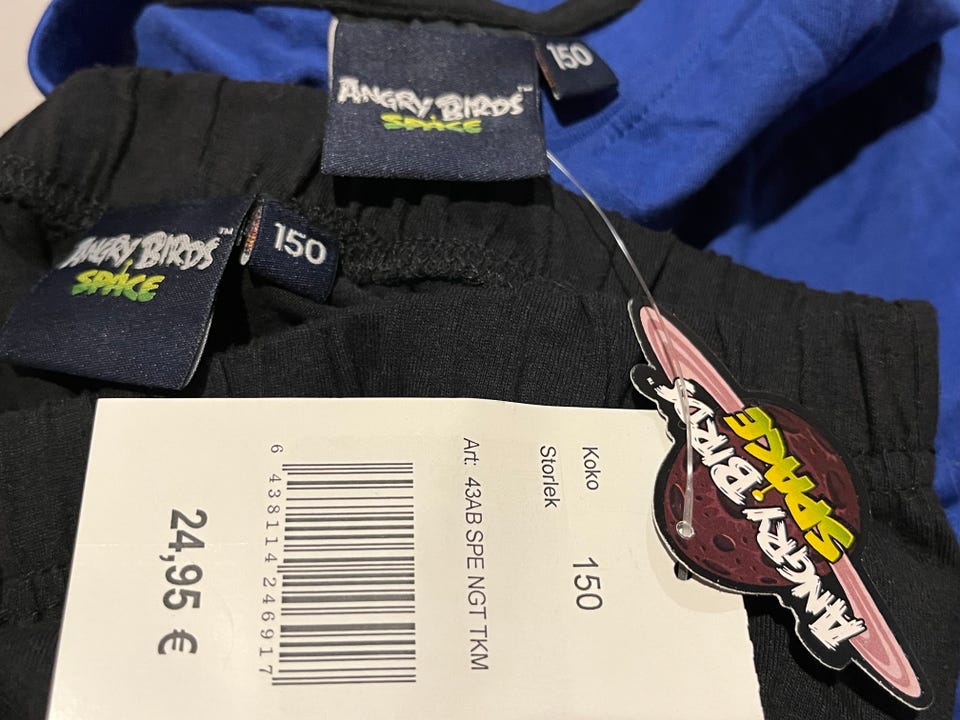 ANGRY BIRDS™
SPACE
150
ANGRY BIRDS™
SPACE
150
Koko 150
Storlek
Art: 43AB SPE NGT TKM
6 438114 246917
24,95 €
ANGRY BIRDS
SPACE